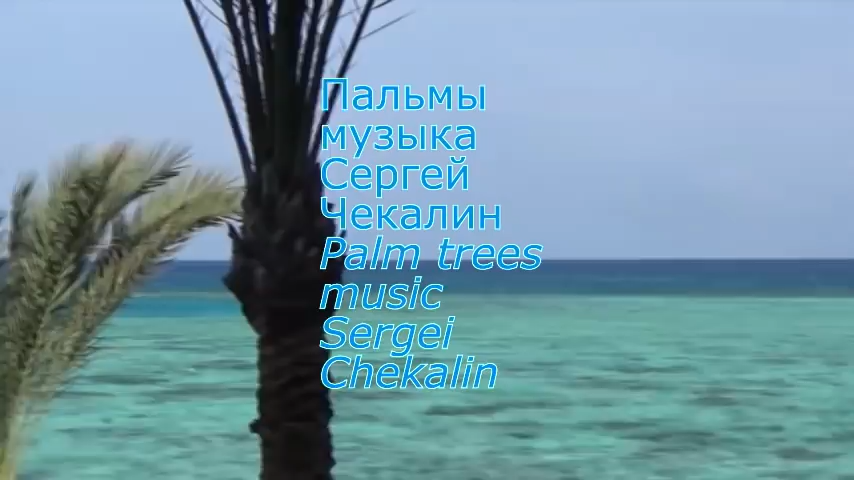 Пальмы
музыка
Сергей
Чекалин
Palm trees
music
Sergei
Chekalin